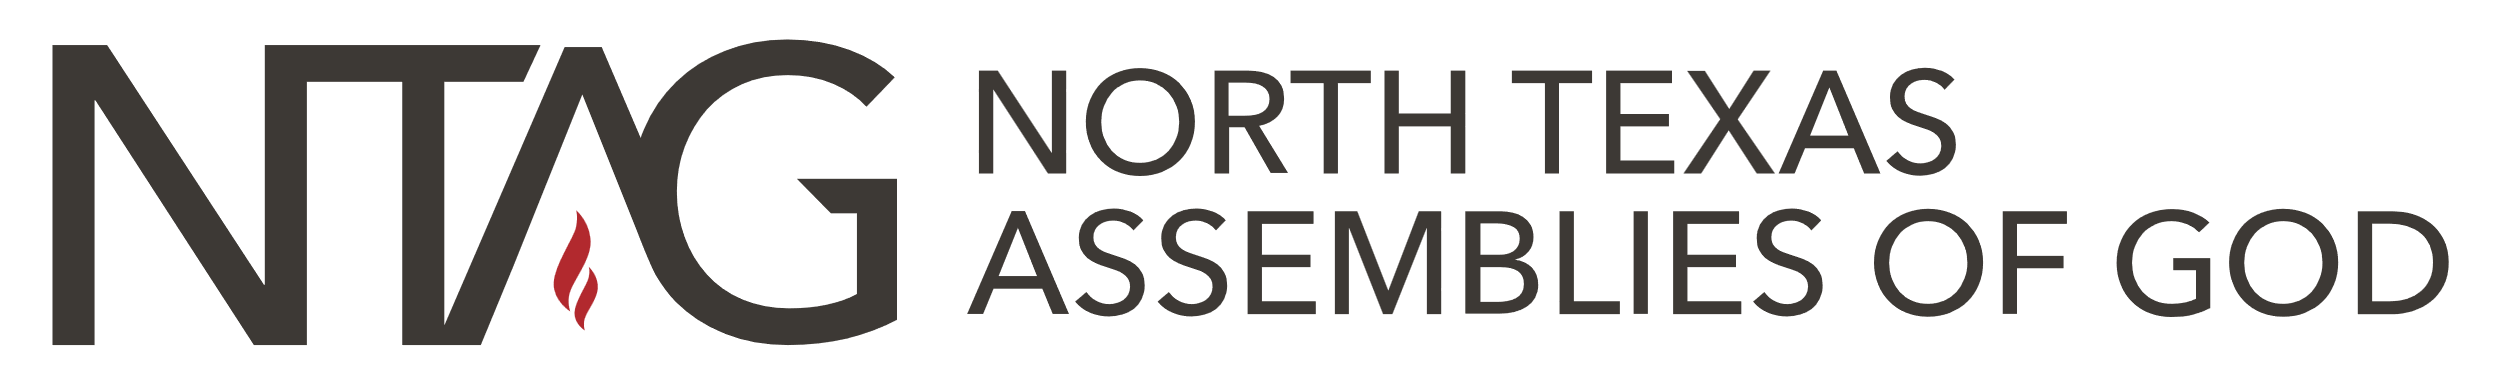 NTAG
NORTH TEXAS
ASSEMBLIES OF GOD